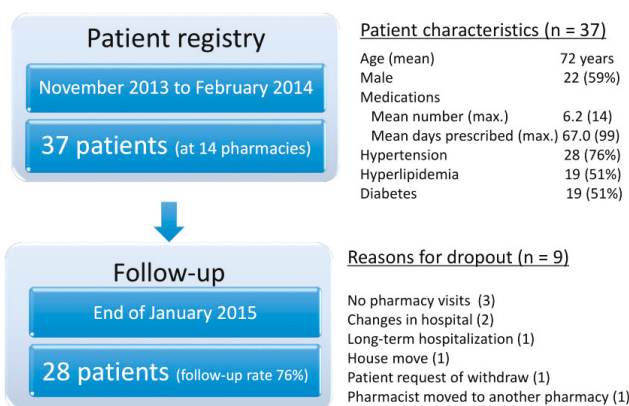 Patient registry
November 2013 to February 2014
37 patients (at 14 pharmacies)
Patient characteristics (n = 37)
Age (mean) 72 years
Male 22 (59%)
Medications
Mean number (max.) 6.2 (14)
Mean days prescribed (max.) 67.0 (99)
Hypertension 28 (76%)
Hyperlipidemia 19 (51%)
Diabetes 19 (51%)
Follow-up
End of January 2015
28 patients (follow-up rate 76%)
Reasons for dropout (n = 9)
No pharmacy visits (3)
Changes in hospital (2)
Long-term hospitalization (1)
House move (1)
Patient request of withdraw (1)
Pharmacist moved to another pharmacy (1)